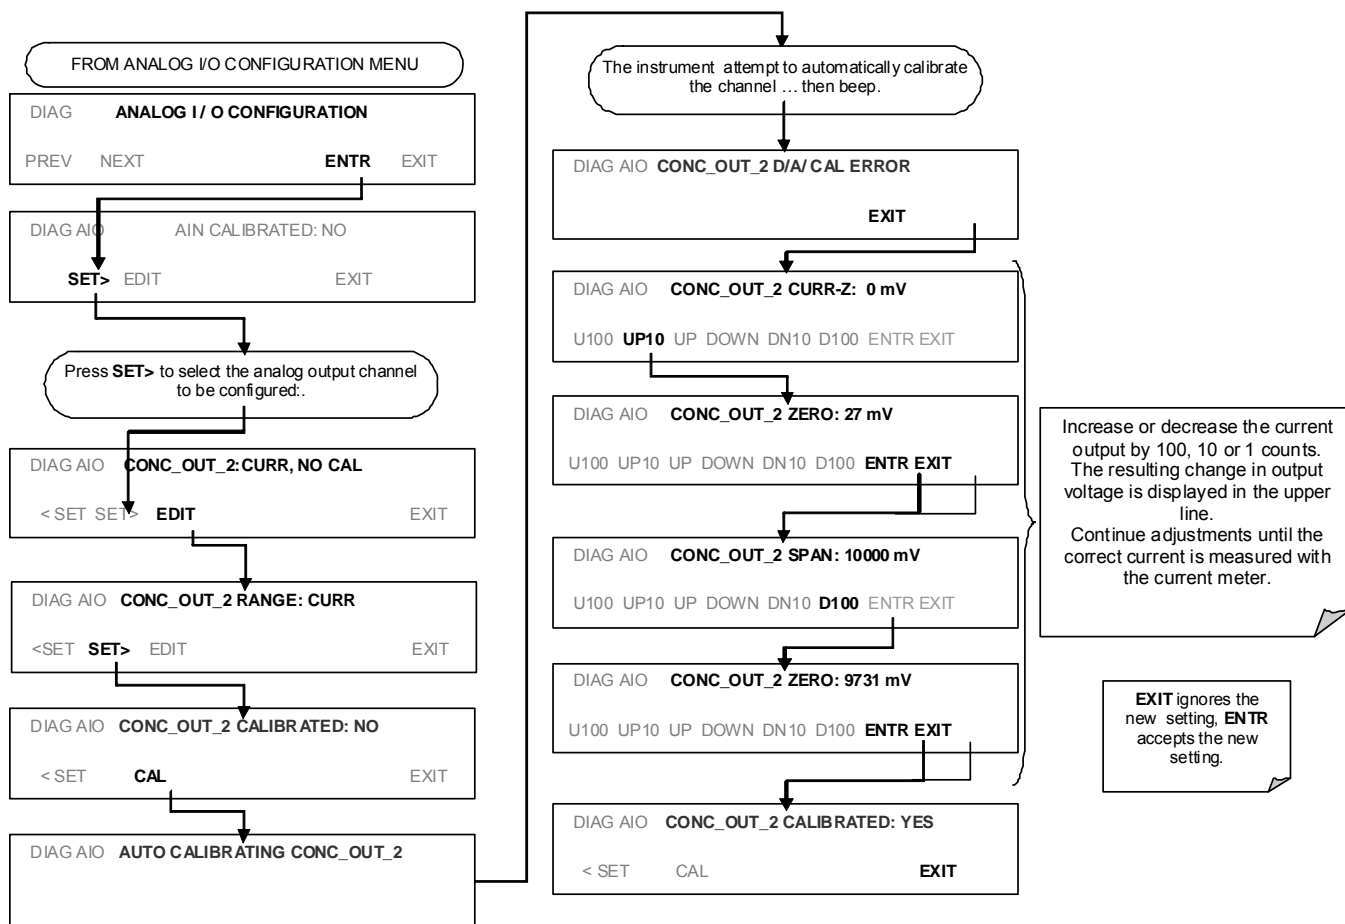 FROM ANALOG I/O CONFIGURATION MENU
DIAG ANALOG I / O CONFIGURATION
PREV NEXT ENTR EXIT
DIAG AIO AIN CALIBRATED: NO
SET> EDIT EXIT
Press SET> to select the analog output channel
to be configured:.
DIAG AIO CONC_OUT_2:CURR, NO CAL
< SET SET> EDIT EXIT
DIAG AIO CONC_OUT_2 RANGE: CURR
<SET SET> EDIT EXIT
DIAG AIO CONC_OUT_2 CALIBRATED: NO
< SET CAL EXIT
DIAG AIO AUTO CALIBRATING CONC_OUT_2
The instrument attempt to automatically calibrate
the channel … then beep.
DIAG AIO CONC_OUT_2 D/A/ CAL ERROR
EXIT
DIAG AIO CONC_OUT_2 CURR-Z: 0 mV
U100 UP10 UP DOWN DN10 D100 ENTR EXIT
DIAG AIO CONC_OUT_2 ZERO: 27 mV
U100 UP10 UP DOWN DN10 D100 ENTR EXIT
DIAG AIO CONC_OUT_2 SPAN: 10000 mV
U100 UP10 UP DOWN DN10 D100 ENTR EXIT
DIAG AIO CONC_OUT_2 ZERO: 9731 mV
U100 UP10 UP DOWN DN10 D100 ENTR EXIT
DIAG AIO CONC_OUT_2 CALIBRATED: YES
< SET CAL EXIT
Increase or decrease the current
output by 100, 10 or 1 counts.
The resulting change in output
voltage is displayed in the upper
line.
Continue adjustments until the
correct current is measured with
the current meter.
EXIT ignores the
new setting, ENTR
accepts the new
setting.